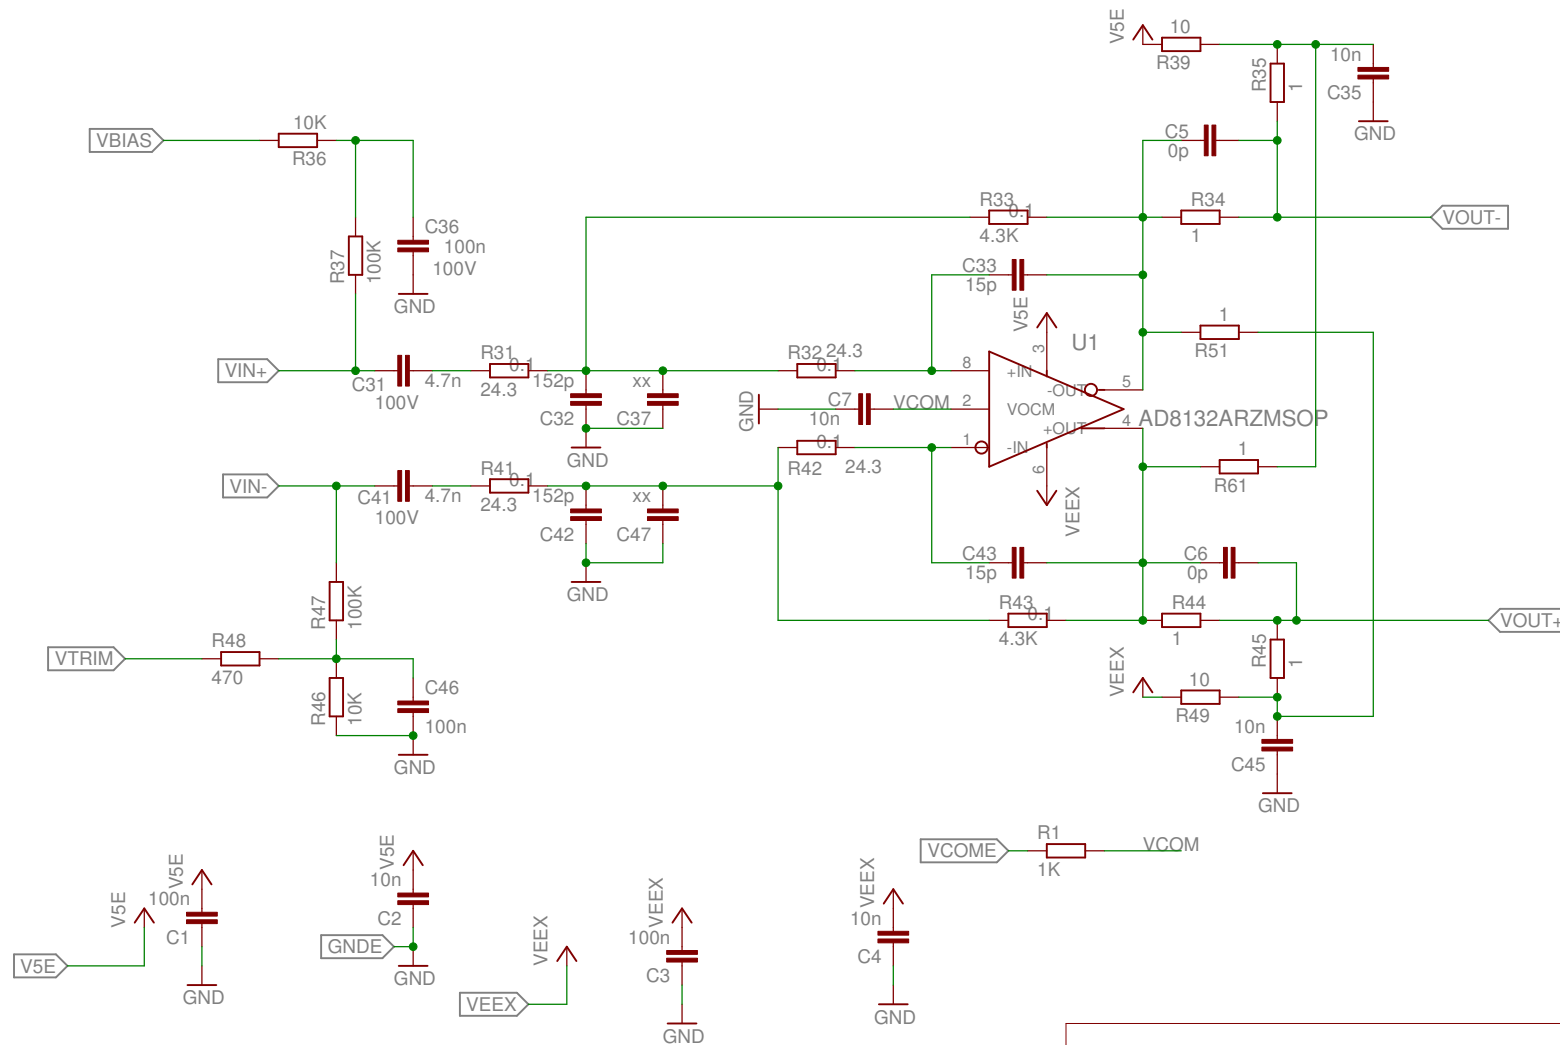 V5E
10
R39
R35
1
10n
C35
GND
C5
0p
VBIAS
10K
R36
R33
0.1
4.3K
R34
1
VOUT-
C36
100n
100V
R37
100K
GND
C33
15p
V5E
3
U1
1
R51
VIN+
C31
4.7n
100V
R31
0.1
24.3
152p
C32
xx
C37
GND
R32
24.3
0.1
8
+IN
-OUT
5
GND
C7
10n
VCOM
2
VOCM
AD8132ARZMSOP
+OUT
4
0.1
R42
24.3
1
-IN
6
VEEX
1
R61
VIN-
C41
4.7n
100V
R41
0.1
24.3
152p
C42
xx
C47
GND
C43
15p
C6
0p
R47
100K
R43
0.1
4.3K
R44
1
VOUT+
VTRIM
R48
470
R46
10K
C46
100n
GND
VEEX
10
R49
R45
1
10n
C45
GND
VCOME
R1
1K
VCOM
V5E
V5E
V5E
100n
C1
GND
V5E
10n
C2
GNDE
GND
VEEX
VEEX
VEEX
100n
C3
GND
VEEX
10n
C4
GND